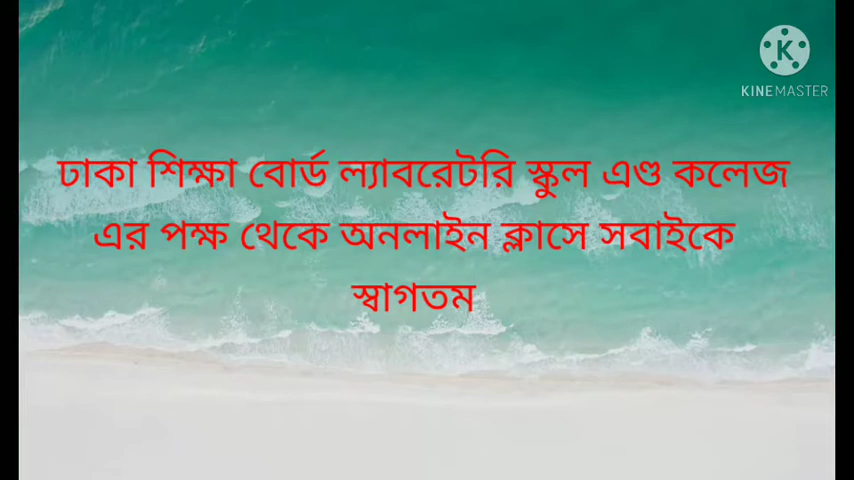 KINEMASTER
ঢাকা শিক্ষা বোর্ড ল্যাবরেটরি স্কুল এণ্ড কলেজ
এর পক্ষ থেকে অনলাইন ক্লাসে সবাইকে
স্বাগতম